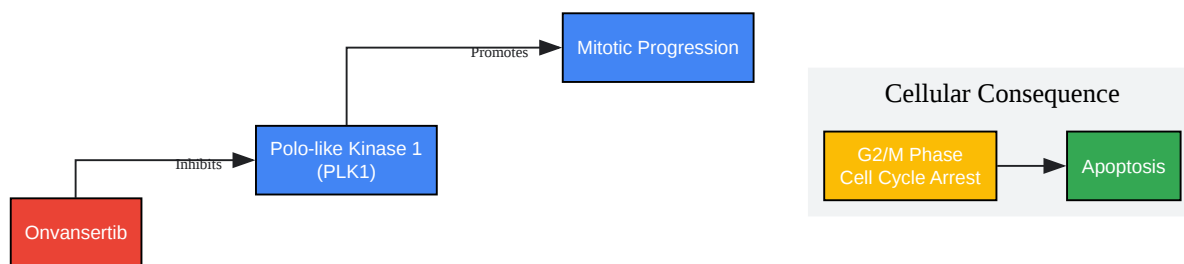 Onvansertib
Inhibits
Polo-like Kinase 1
(PLK1)
Promotes
Mitotic Progression
Cellular Consequence
G2/M Phase
Cell Cycle Arrest
Apoptosis